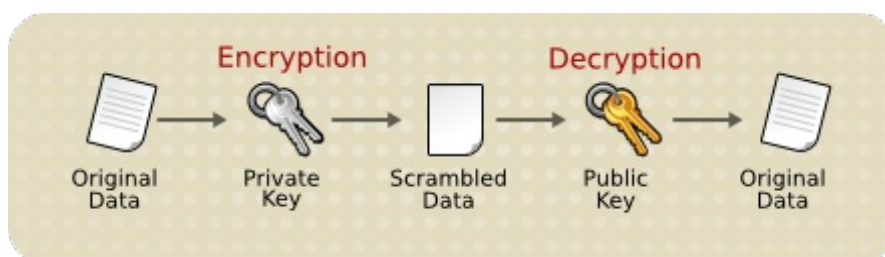 Encryption
Decryption
Original
Data
Private
Key
Scrambled
Data
Public
Key
Original
Data